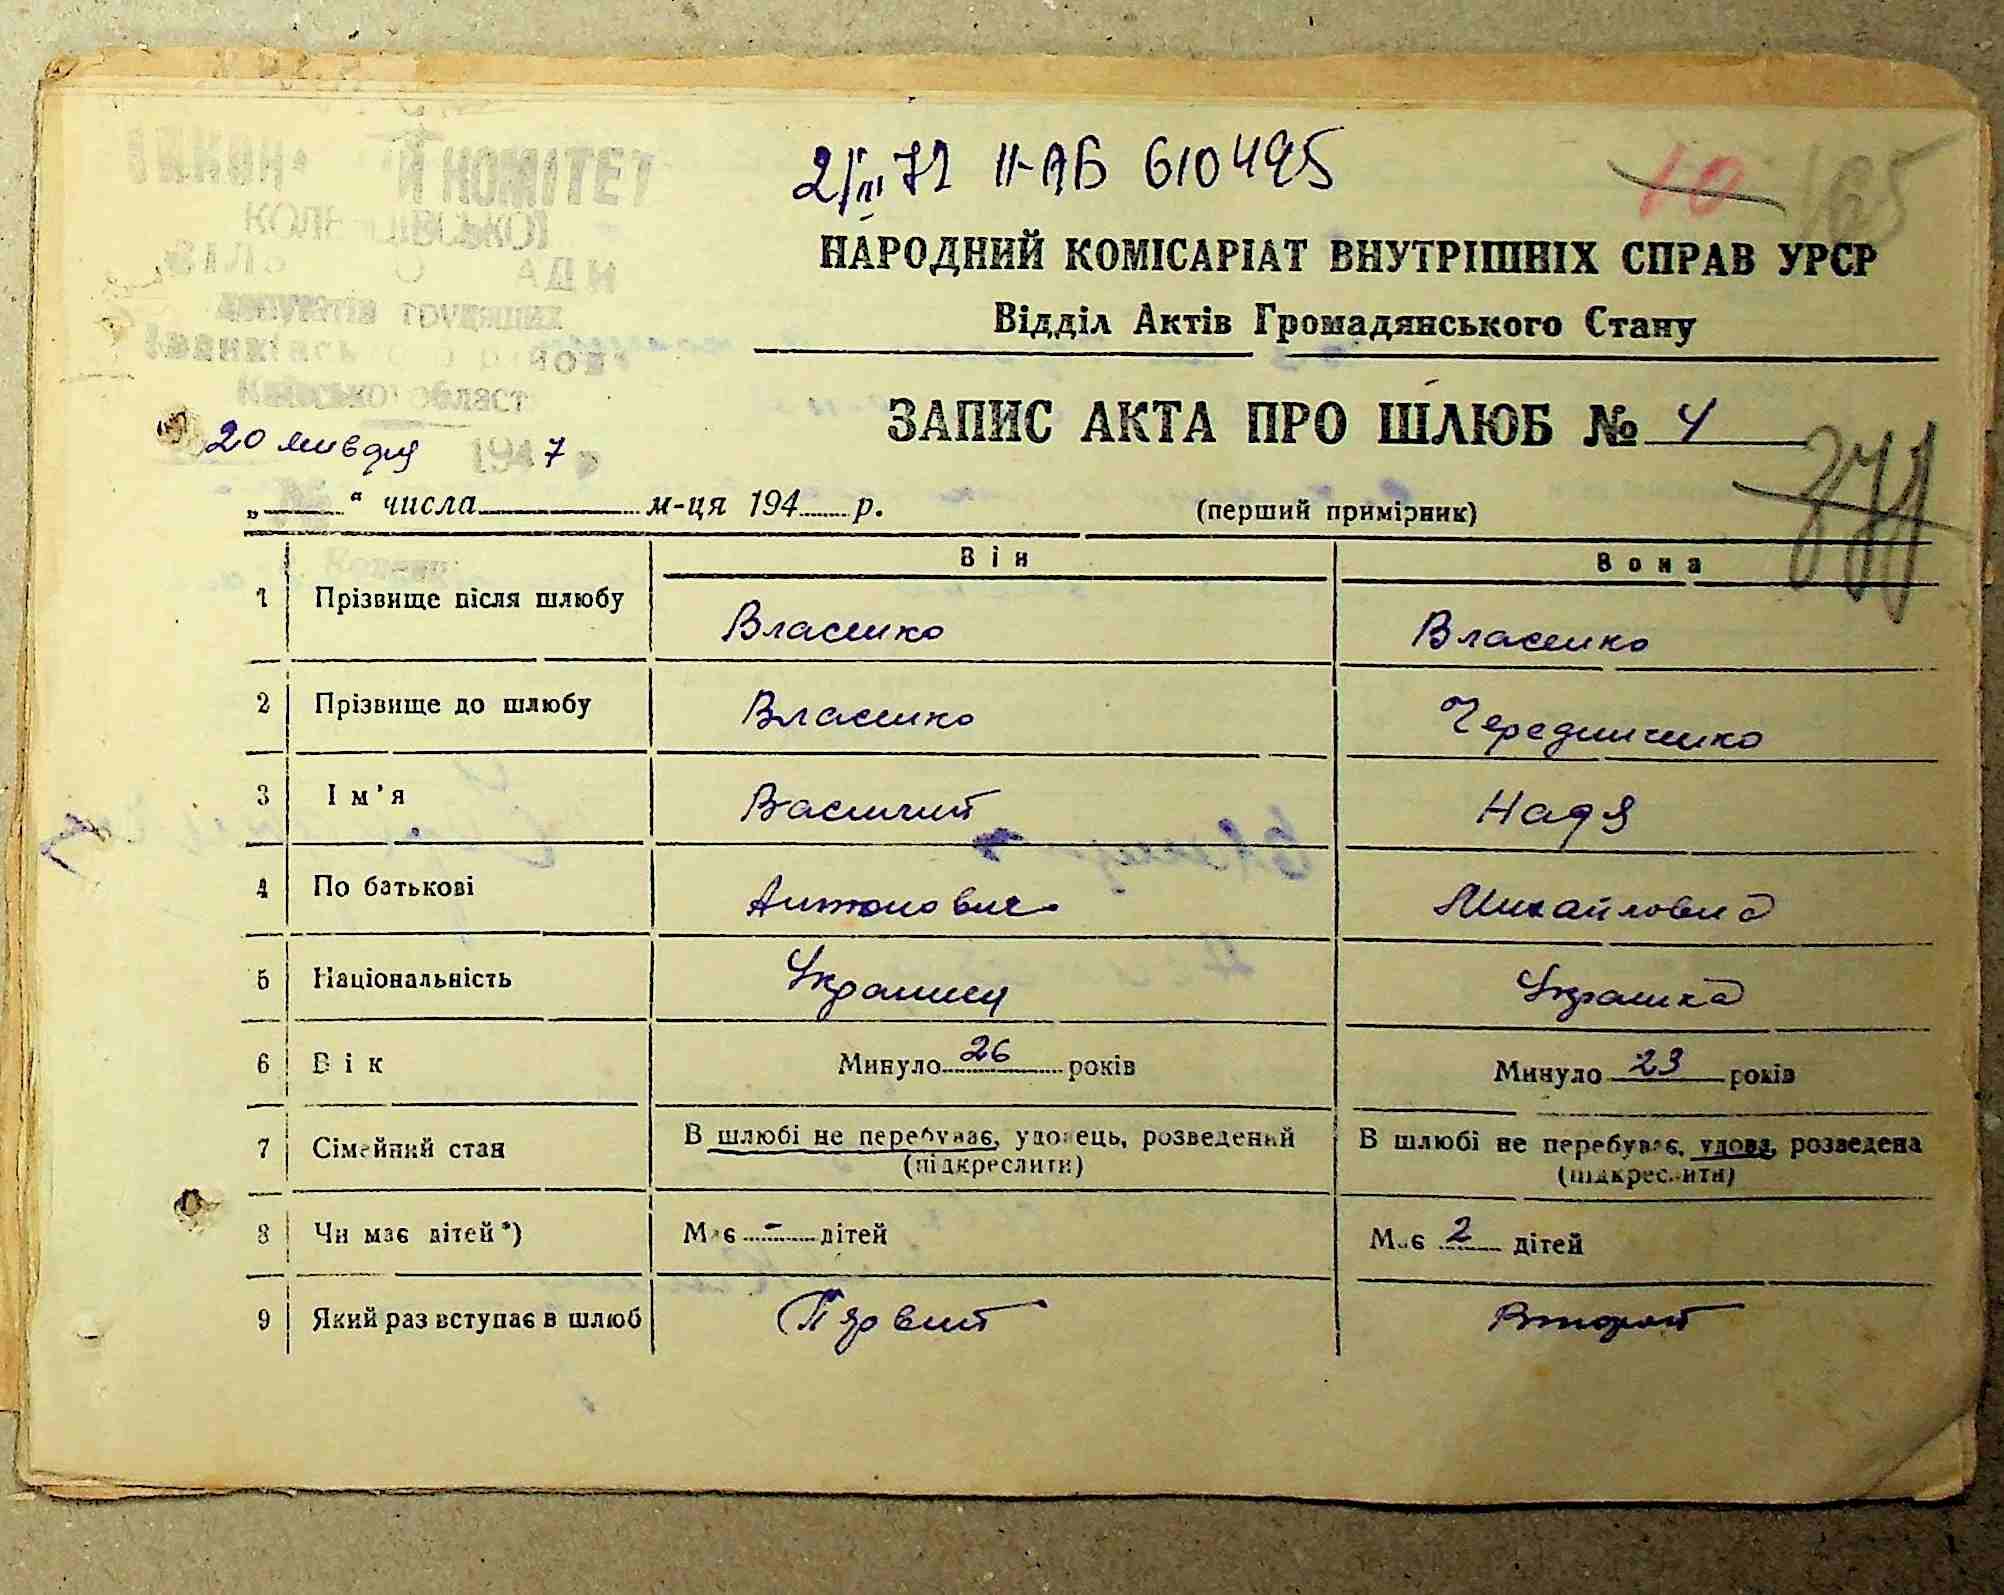 2/III 72 II-АБ 610495
10 165
КОМІТЕТ
НАРОДНИЙ КОМІСАРІАТ ВНУТРІШНІХ СПРАВ УРСР
Відділ Актів Громадянського Стану
депутатів трудящих
ЗАПИС АКТА ПРО ШЛЮБ № 4
20 января 1947 р
„ “ числа м-ця 194 р.
(перший примірник)
Він Вона
1 Прізвище після шлюбу Власенко Власенко
2 Прізвище до шлюбу Власенко Чередниченко
3 Ім'я Василий Надя
4 По батькові Антонович Михайловна
5 Національність Украинец Украинка
6 Вік Минуло 26 років Минуло 23 років
7 Сімейний стан В шлюбі не перебуває, удовець, розведений (підкреслити) В шлюбі не перебуває, удова, розведена (підкреслити)
8 Чи має дітей*) Має - дітей Має 2 дітей
9 Який раз вступає в шлюб Первий Второй